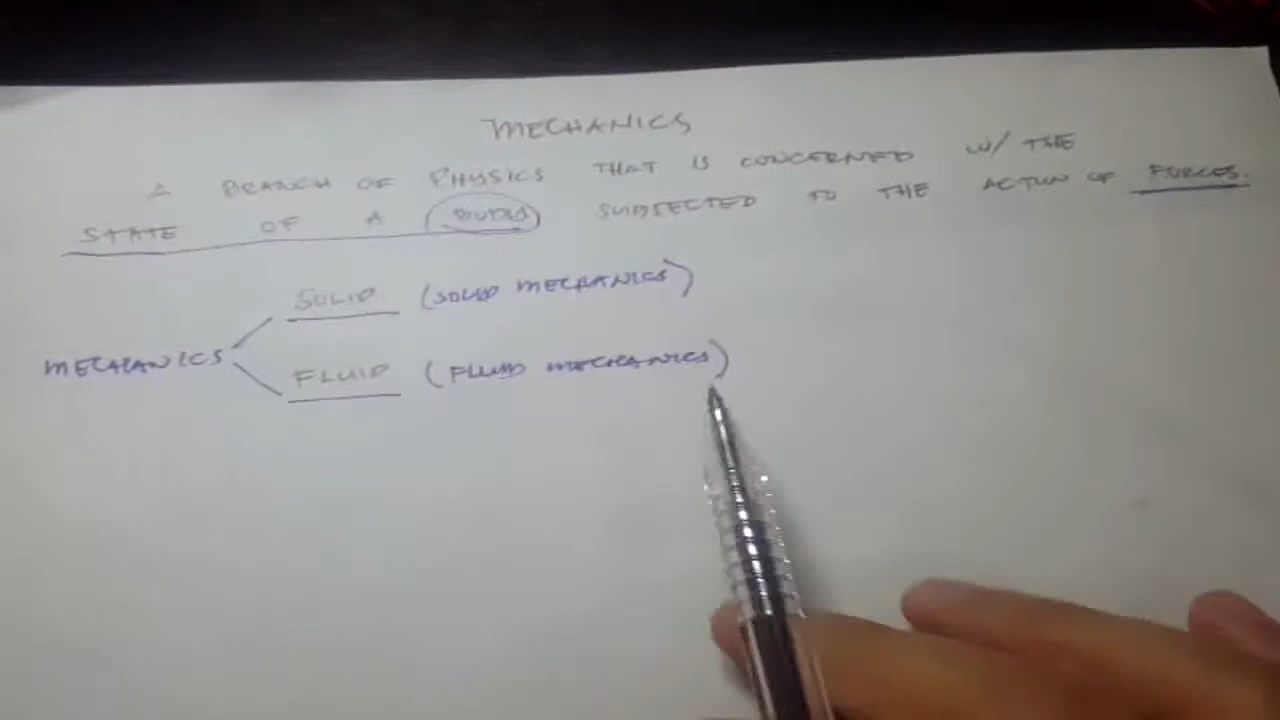 MECHANICS
A BRANCH OF PHYSICS THAT IS CONCERNED W/ THE
STATE OF A BODY SUBJECTED TO THE ACTION OF FORCES.
SOLID (SOLID MECHANICS)
MECHANICS
FLUID (FLUID MECHANICS)